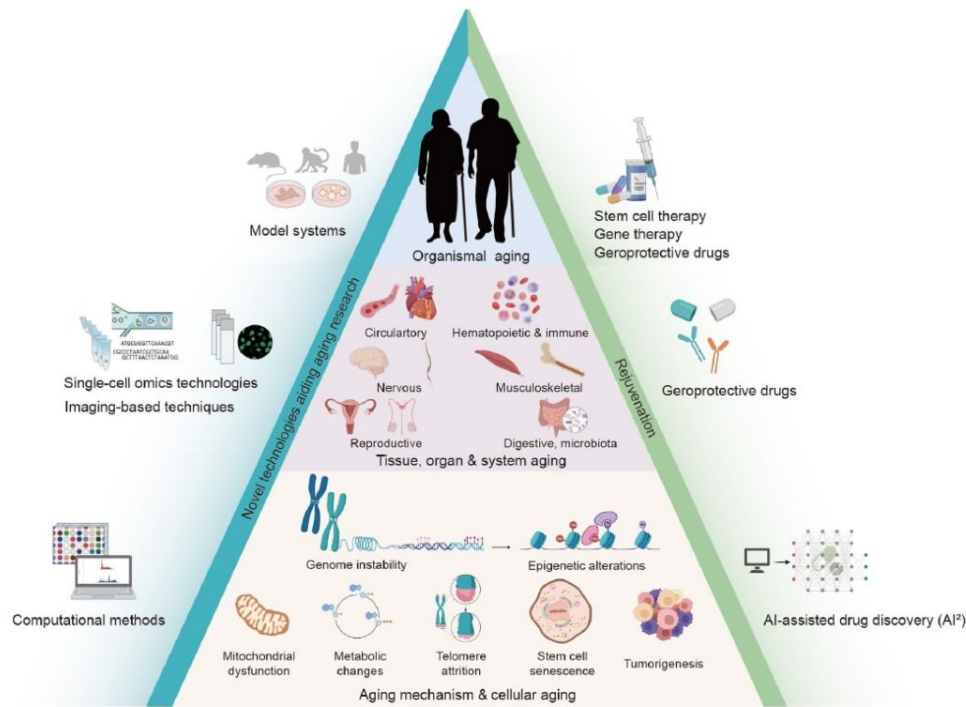 Model systems
Stem cell therapy
Gene therapy
Geroprotective drugs
Organismal aging
Novel technologies aiding aging research
Rejuvenation
Circulartory
Hematopoietic & immune
Nervous
Musculoskeletal
Reproductive
Digestive, microbiota
Tissue, organ & system aging
Single-cell omics technologies
Imaging-based techniques
Geroprotective drugs
Genome instability
Epigenetic alterations
Computational methods
AI-assisted drug discovery (AI²)
Mitochondrial
dysfunction
Metabolic
changes
Telomere
attrition
Stem cell
senescence
Tumorigenesis
Aging mechanism & cellular aging